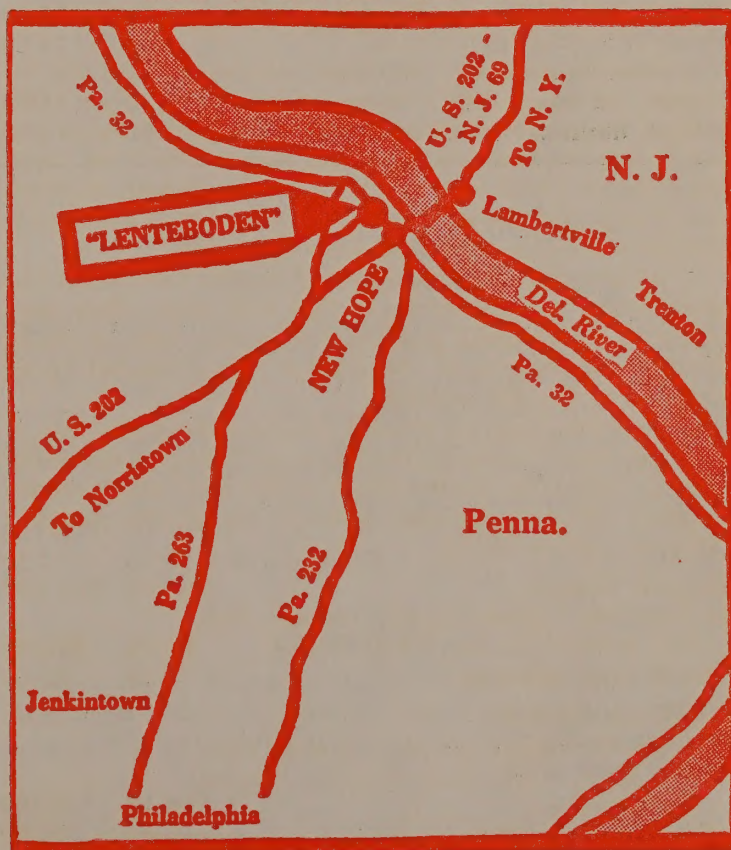 Pa. 32
U. S. 202 -
N. J. 69
To N. Y.
N. J.
"LENTEBODEN"
Lambertville
Trenton
Del. River
NEW HOPE
Pa. 32
U. S. 202
To Norristown
Penna.
Pa. 263
Pa. 232
Jenkintown
Philadelphia